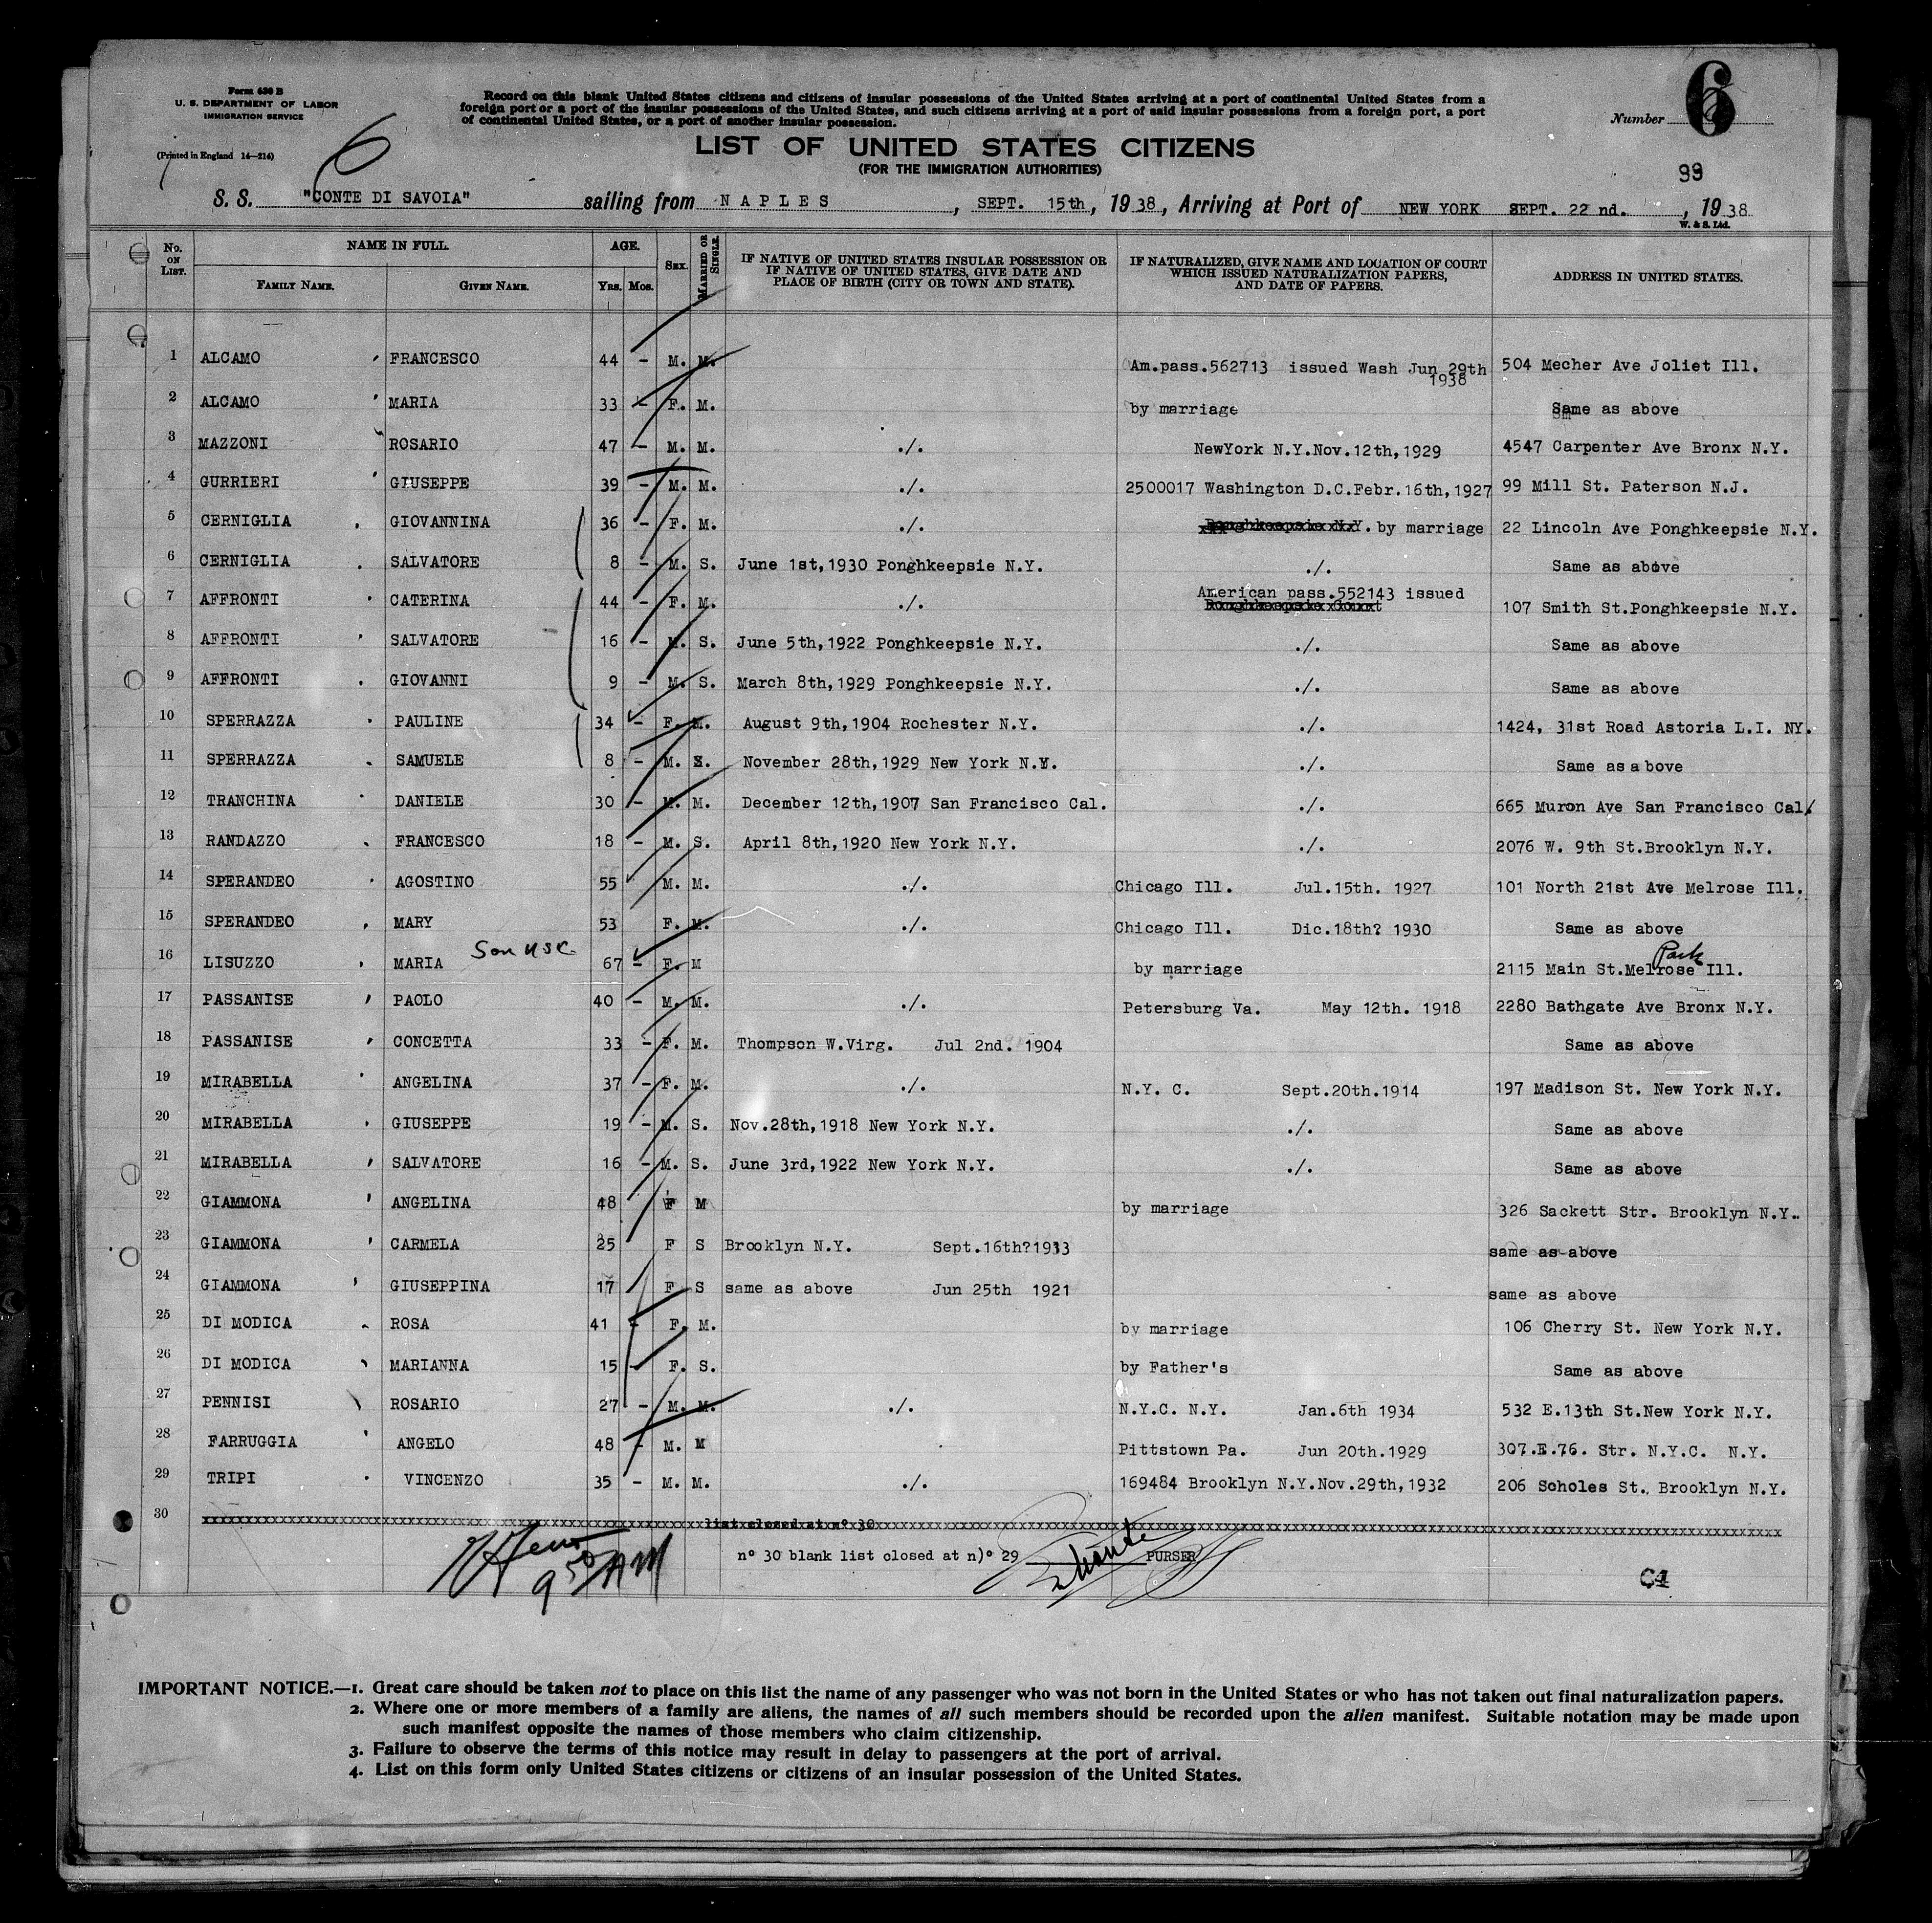 Form 630 B
U. S. DEPARTMENT OF LABOR
IMMIGRATION SERVICE
(Printed in England 14—214)
6
Record on this blank United States citizens and citizens of insular possessions of the United States arriving at a port of continental United States from a
foreign port or a port of the insular possessions of the United States, and such citizens arriving at a port of said insular possessions from a foreign port, a port
of continental United States, or a port of another insular possession.
Number 6
LIST OF UNITED STATES CITIZENS
(FOR THE IMMIGRATION AUTHORITIES)
99
S. S. "CONTE DI SAVOIA" sailing from NAPLES, SEPT. 15th, 1938, Arriving at Port of NEW YORK SEPT. 22 nd., 1938
W. & S. Ltd.
No. ON LIST. NAME IN FULL. AGE. SEX. MARRIED OR SINGLE. IF NATIVE OF UNITED STATES INSULAR POSSESSION OR IF NATIVE OF UNITED STATES, GIVE DATE AND PLACE OF BIRTH (CITY OR TOWN AND STATE). IF NATURALIZED, GIVE NAME AND LOCATION OF COURT WHICH ISSUED NATURALIZATION PAPERS, AND DATE OF PAPERS. ADDRESS IN UNITED STATES.
FAMILY NAME. GIVEN NAME. YRS. MOS.
1 ALCAMO FRANCESCO 44 - M. M. Am.pass.562713 issued Wash Jun 29th 1938 504 Mecher Ave Joliet Ill.
2 ALCAMO MARIA 33 - F. M. by marriage Same as above
3 MAZZONI ROSARIO 47 - M. M. ./. NewYork N.Y.Nov.12th,1929 4547 Carpenter Ave Bronx N.Y.
4 GURRIERI GIUSEPPE 39 - M. M. ./. 2500017 Washington D.C.Febr.16th,1927 99 Mill St. Paterson N.J.
5 CERNIGLIA GIOVANNINA 36 - F. M. ./. Ponghkeepsie N.Y. by marriage 22 Lincoln Ave Ponghkeepsie N.Y.
6 CERNIGLIA SALVATORE 8 - M. S. June 1st,1930 Ponghkeepsie N.Y. ./. Same as above
7 AFFRONTI CATERINA 44 - F. M. ./. American pass.552143 issued 107 Smith St.Ponghkeepsie N.Y.
8 AFFRONTI SALVATORE 16 - M. S. June 5th,1922 Ponghkeepsie N.Y. ./. Same as above
9 AFFRONTI GIOVANNI 9 - M. S. March 8th,1929 Ponghkeepsie N.Y. ./. Same as above
10 SPERRAZZA PAULINE 34 - F. M. August 9th,1904 Rochester N.Y. ./. 1424, 31st Road Astoria L.I. NY.
11 SPERRAZZA SAMUELE 8 - M. S. November 28th,1929 New York N.Y. ./. Same as above
12 TRANCHINA DANIELE 30 - M. M. December 12th,1907 San Francisco Cal. ./. 665 Muron Ave San Francisco Cal.
13 RANDAZZO FRANCESCO 18 - M. S. April 8th,1920 New York N.Y. ./. 2076 W. 9th St.Brooklyn N.Y.
14 SPERANDEO AGOSTINO 55 M. M. ./. Chicago Ill. Jul.15th. 1927 101 North 21st Ave Melrose Ill.
15 SPERANDEO MARY 53 F. M. ./. Chicago Ill. Dic.18th? 1930 Same as above
16 LISUZZO MARIA Son USC 67 - F. M by marriage 2115 Main St.Melrose Park Ill.
17 PASSANISE PAOLO 40 - M. M. ./. Petersburg Va. May 12th. 1918 2280 Bathgate Ave Bronx N.Y.
18 PASSANISE CONCETTA 33 - F. M. Thompson W.Virg. Jul 2nd. 1904 Same as above
19 MIRABELLA ANGELINA 37 - F. M. ./. N.Y. C. Sept.20th.1914 197 Madison St. New York N.Y.
20 MIRABELLA GIUSEPPE 19 - M. S. Nov.28th,1918 New York N.Y. ./. Same as above
21 MIRABELLA SALVATORE 16 - M. S. June 3rd,1922 New York N.Y. ./. Same as above
22 GIAMMONA ANGELINA 48 F M by marriage 326 Sackett Str. Brooklyn N.Y.
23 GIAMMONA CARMELA 25 F S Brooklyn N.Y. Sept.16th?1933 same as above
24 GIAMMONA GIUSEPPINA 17 F S same as above Jun 25th 1921 same as above
25 DI MODICA ROSA 41 - F. M. by marriage 106 Cherry St. New York N.Y.
26 DI MODICA MARIANNA 15 - F. S. by Father's Same as above
27 PENNISI ROSARIO 27 - M. M. ./. N.Y.C. N.Y. Jan.6th 1934 532 E.13th St.New York N.Y.
28 FARRUGGIA ANGELO 48 - M. M Pittstown Pa. Jun 20th.1929 307.E.76. Str. N.Y.C. N.Y.
29 TRIPI VINCENZO 35 - M. M. ./. 169484 Brooklyn N.Y.Nov.29th,1932 206 Scholes St. Brooklyn N.Y.
30 list closed at n° 30
n° 30 blank list closed at n)° 29 PURSER
9 50 AM
C1
IMPORTANT NOTICE.—1. Great care should be taken not to place on this list the name of any passenger who was not born in the United States or who has not taken out final naturalization papers.
2. Where one or more members of a family are aliens, the names of all such members should be recorded upon the alien manifest. Suitable notation may be made upon
such manifest opposite the names of those members who claim citizenship.
3. Failure to observe the terms of this notice may result in delay to passengers at the port of arrival.
4. List on this form only United States citizens or citizens of an insular possession of the United States.